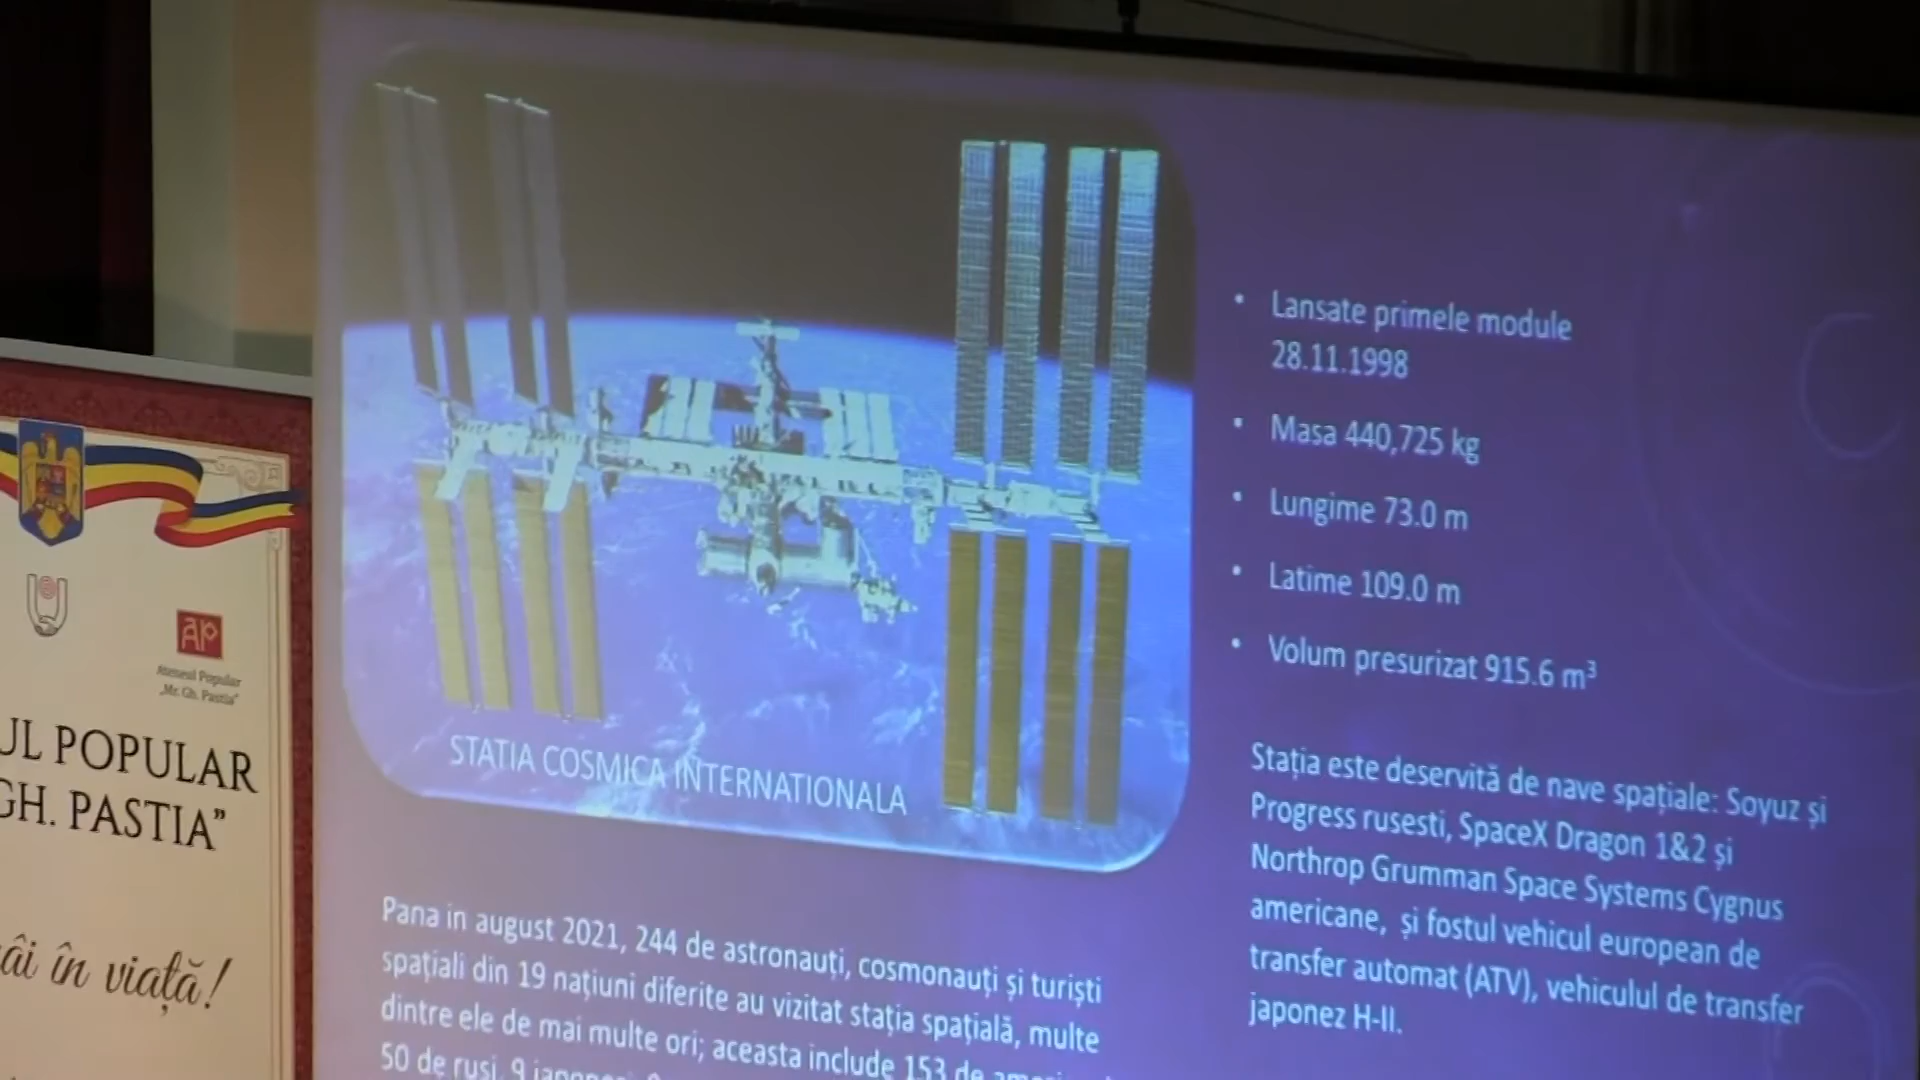 AP
Ateneul Popular
„Mr. Gh. Pastia”
UL POPULAR
GH. PASTIA”
âi în viață!
STATIA COSMICA INTERNATIONALA
• Lansate primele module
28.11.1998
• Masa 440,725 kg
• Lungime 73.0 m
• Latime 109.0 m
• Volum presurizat 915.6 m³
Stația este deservită de nave spațiale: Soyuz și
Progress rusesti, SpaceX Dragon 1&2 și
Northrop Grumman Space Systems Cygnus
americane, și fostul vehicul european de
transfer automat (ATV), vehiculul de transfer
japonez H-II.
Pana in august 2021, 244 de astronauți, cosmonauți și turiști
spațiali din 19 națiuni diferite au vizitat stația spațială, multe
dintre ele de mai multe ori; aceasta include 153 de
50 de ruși, 9